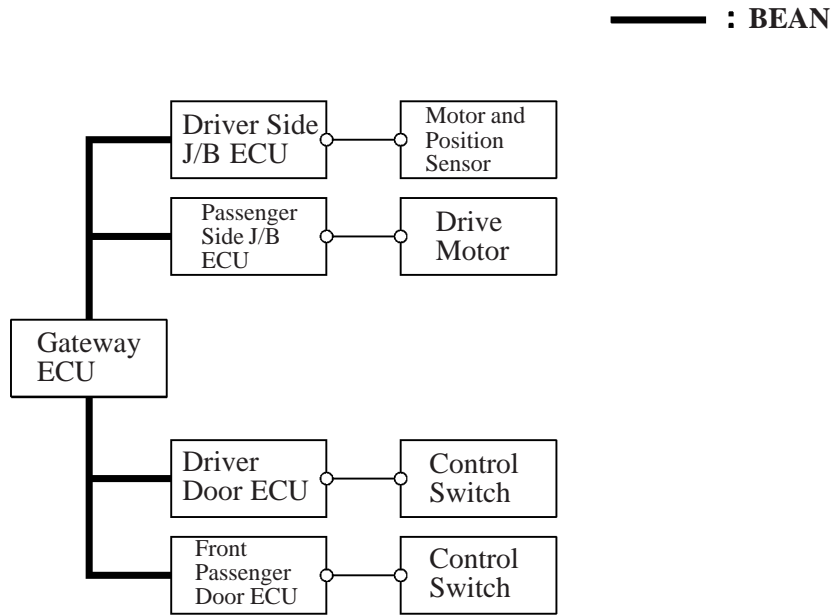 : BEAN
Driver Side
J/B ECU
Motor and
Position
Sensor
Passenger
Side J/B
ECU
Drive
Motor
Gateway
ECU
Driver
Door ECU
Control
Switch
Front
Passenger
Door ECU
Control
Switch